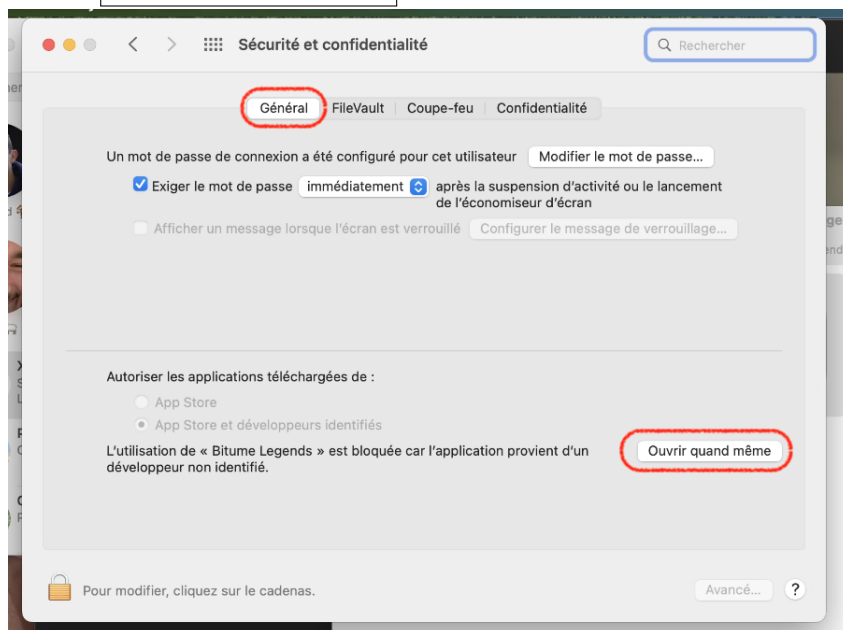 Sécurité et confidentialité
Rechercher
Général FileVault Coupe-feu Confidentialité
Un mot de passe de connexion a été configuré pour cet utilisateur Modifier le mot de passe...
Exiger le mot de passe immédiatement après la suspension d'activité ou le lancement
de l'économiseur d'écran
Afficher un message lorsque l'écran est verrouillé Configurer le message de verrouillage...
Autoriser les applications téléchargées de :
App Store
App Store et développeurs identifiés
L'utilisation de « Bitume Legends » est bloquée car l'application provient d'un
développeur non identifié.
Ouvrir quand même
Pour modifier, cliquez sur le cadenas.
Avancé... ?